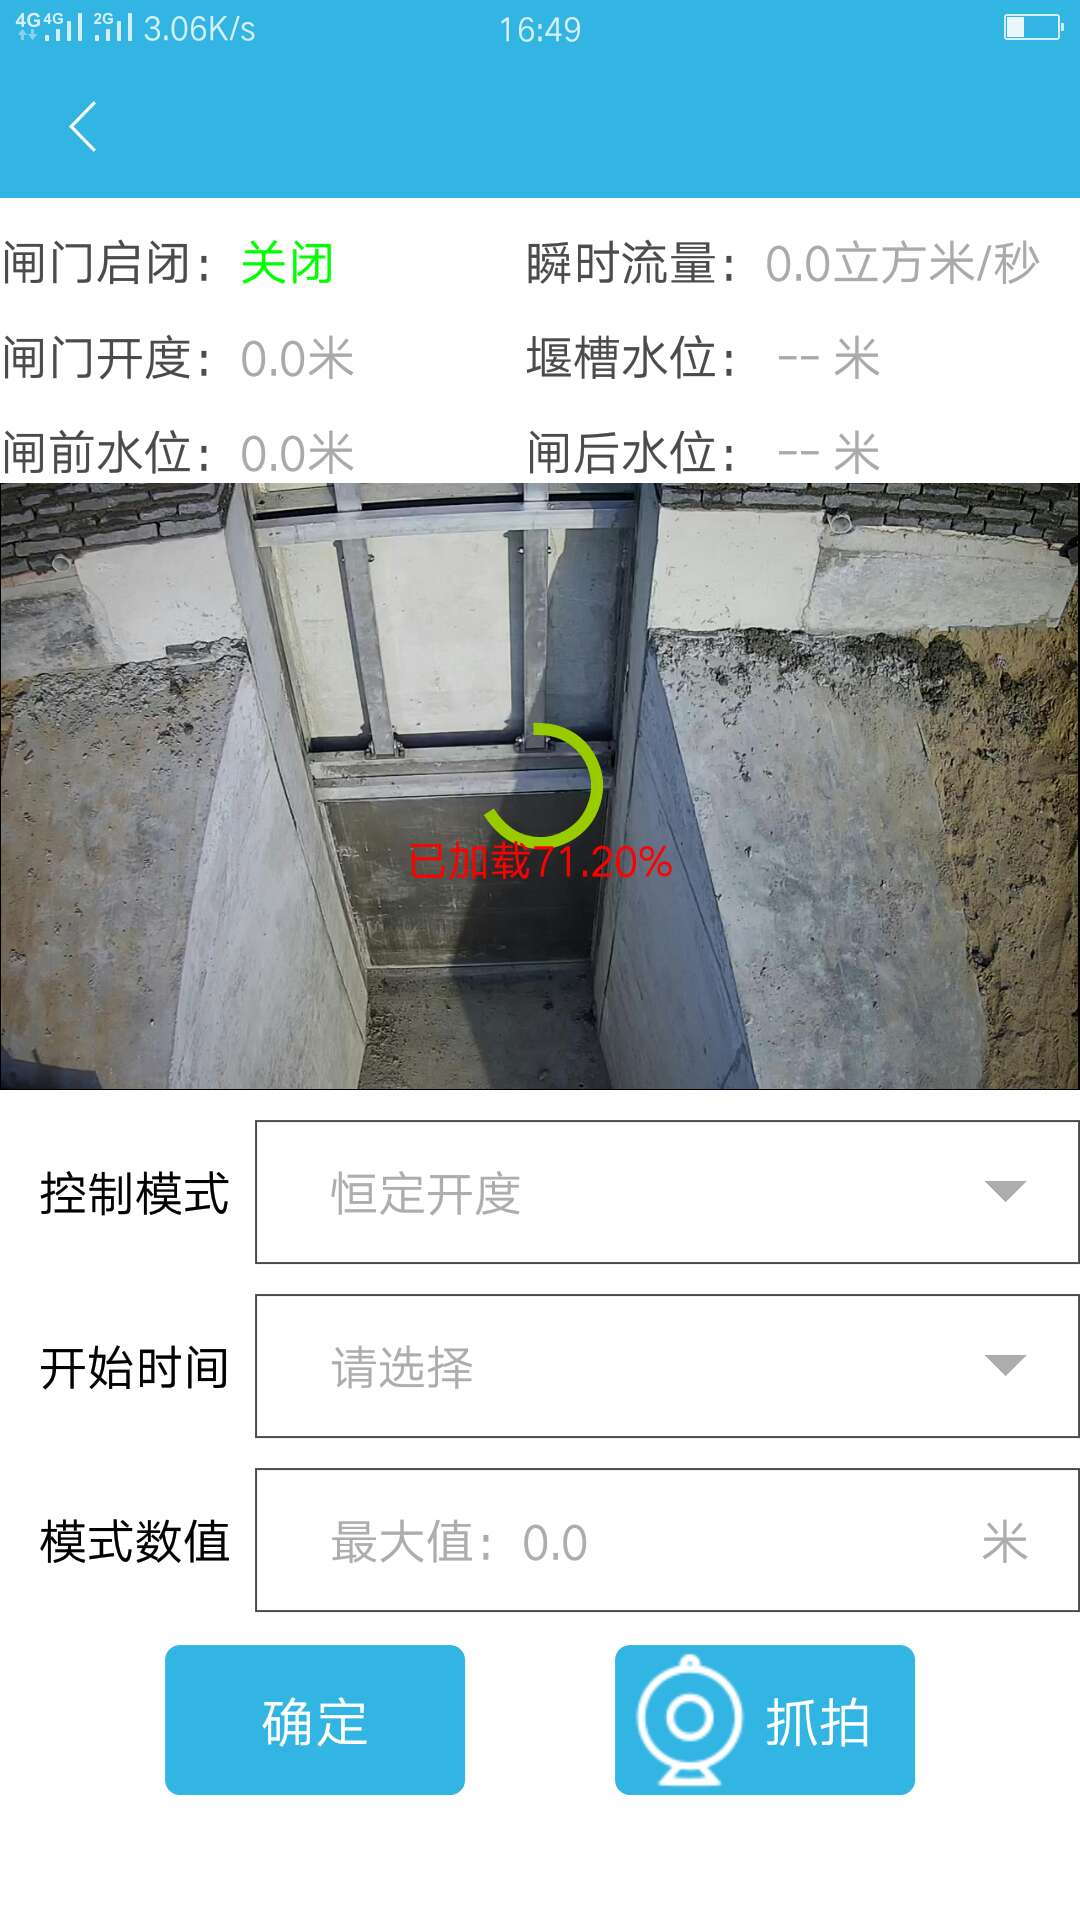 4G 4G 2G 3.06K/s 16:49
闸门启闭：关闭 瞬时流量：0.0立方米/秒
闸门开度：0.0米 堰槽水位： -- 米
闸前水位：0.0米 闸后水位： -- 米
已加载71.20%
控制模式 恒定开度
开始时间 请选择
模式数值 最大值：0.0 米
确定 抓拍